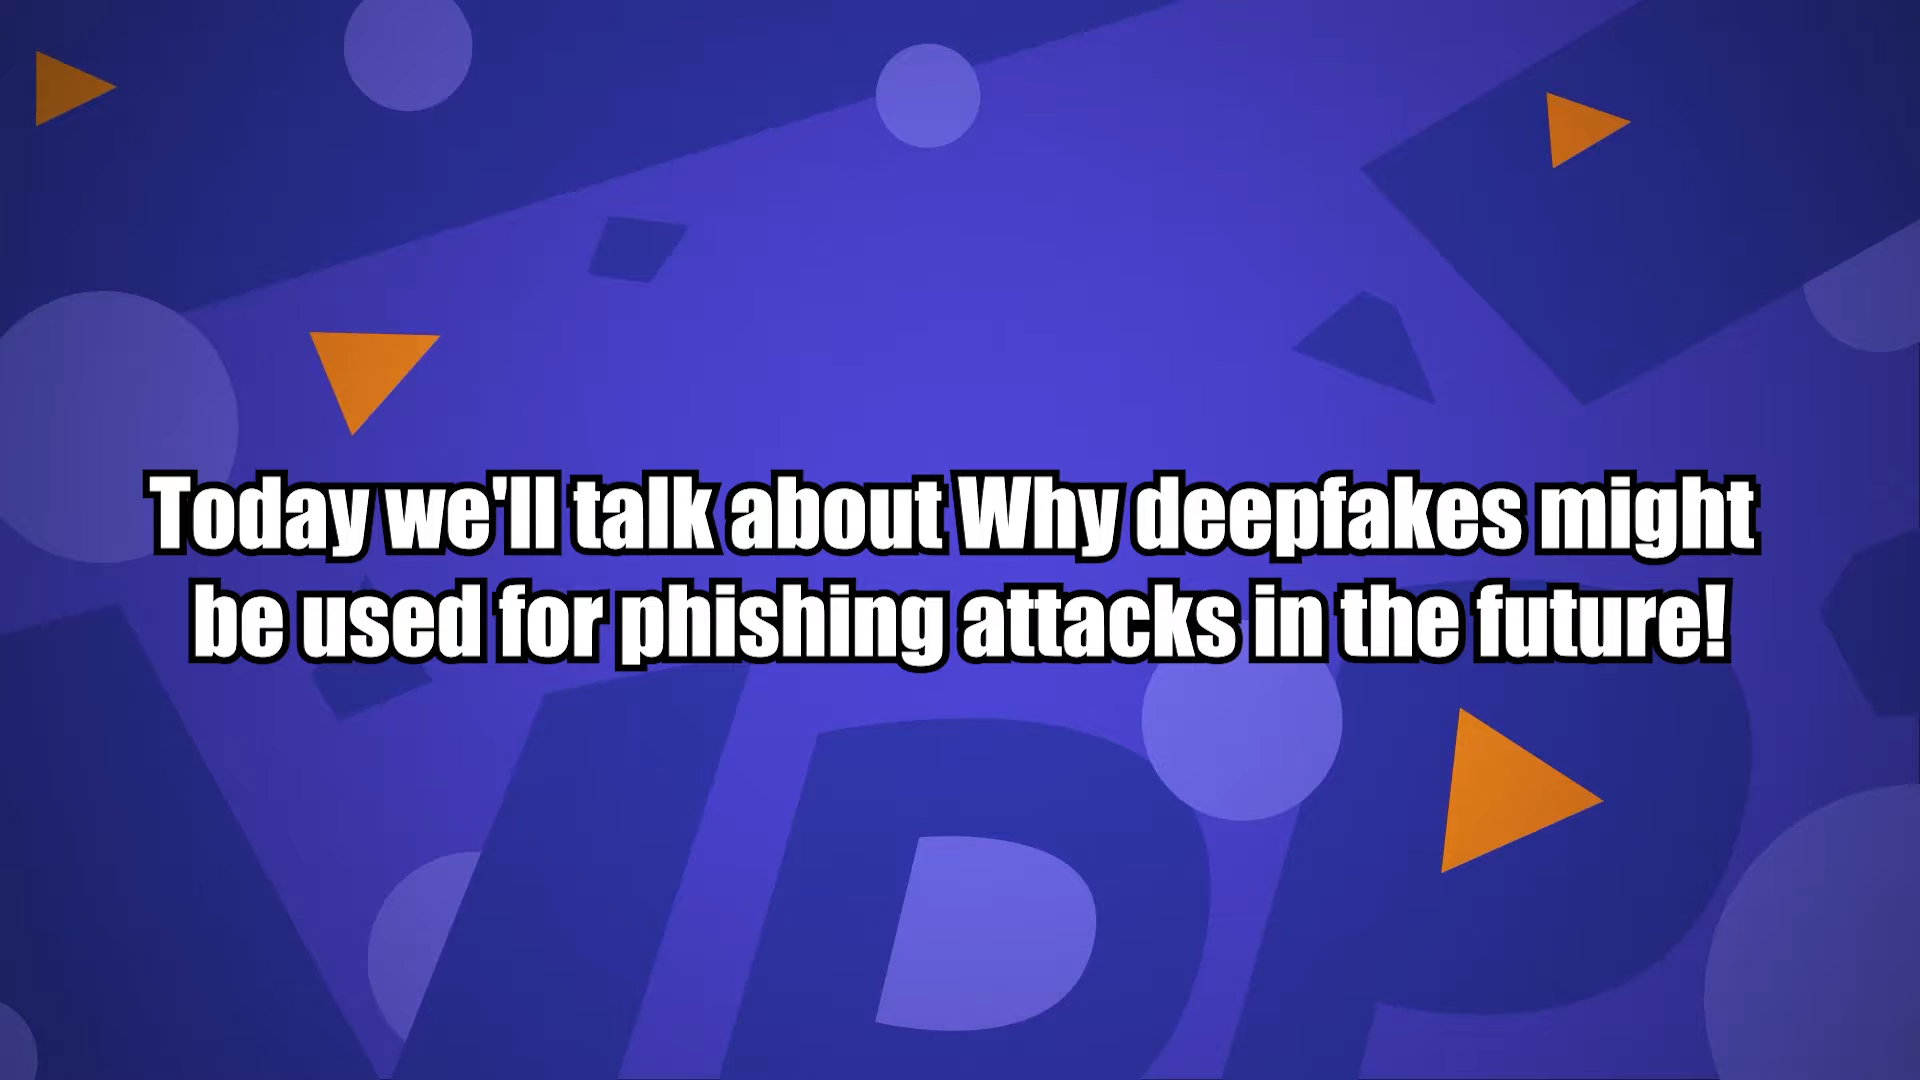 Today we'll talk about Why deepfakes might
be used for phishing attacks in the future!